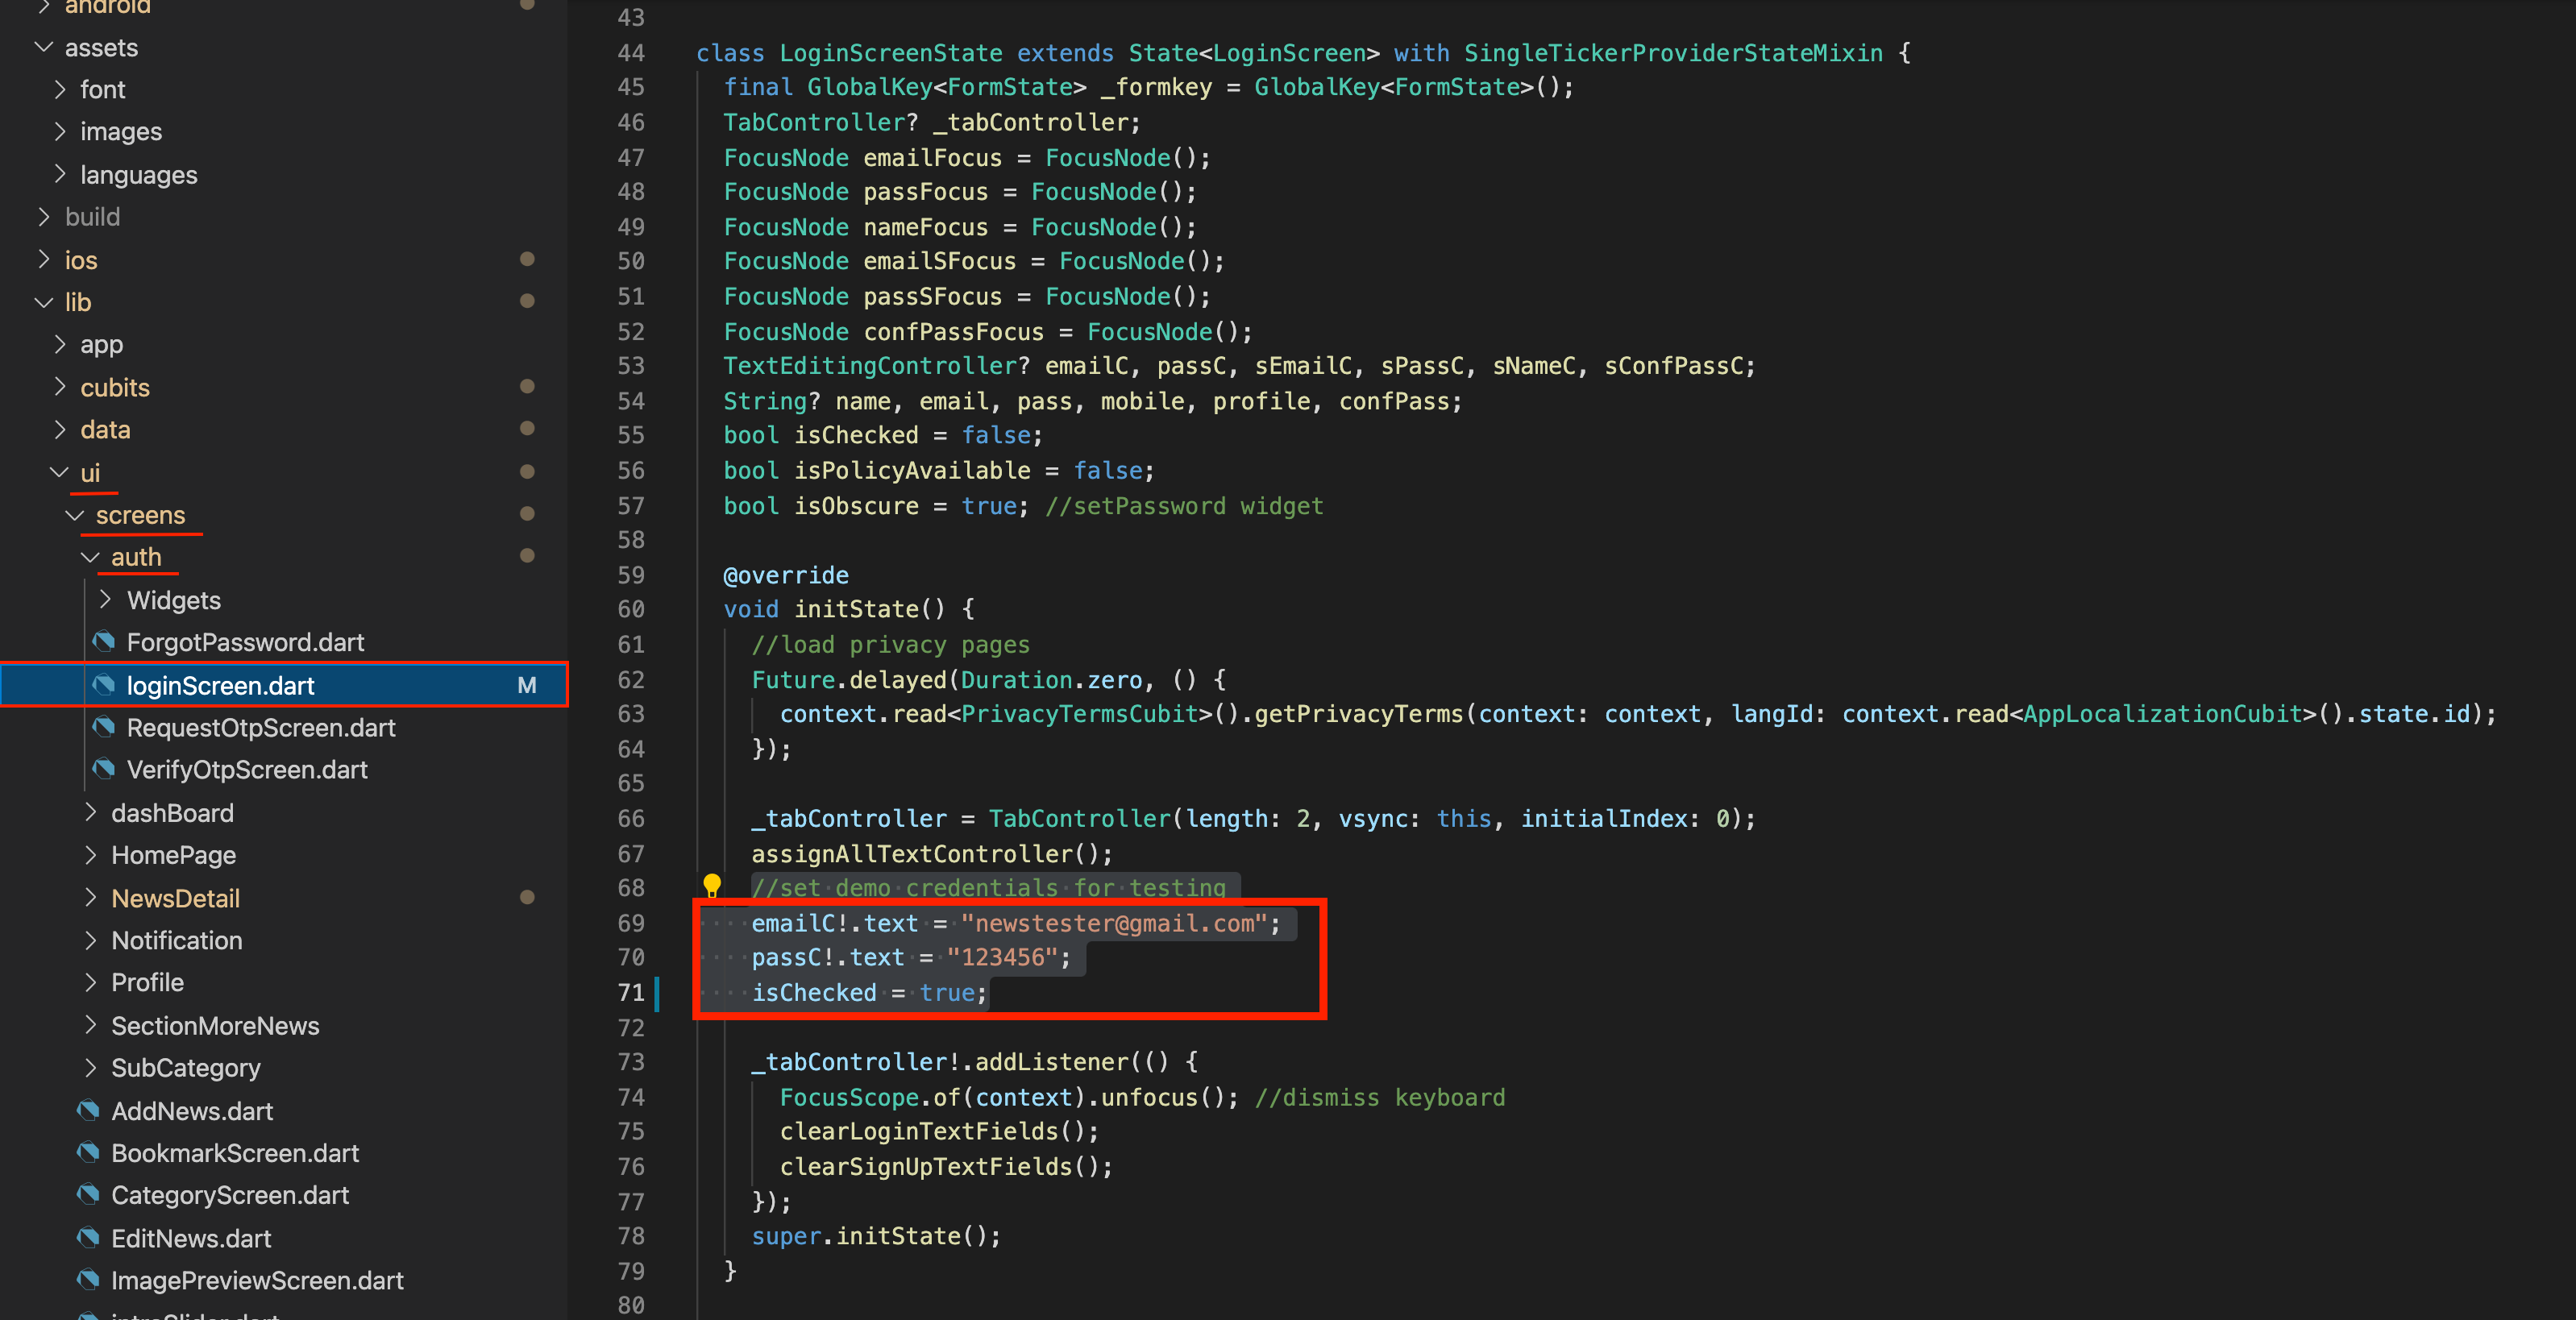 android
assets
font
images
languages
build
ios
lib
app
cubits
data
ui
screens
auth
Widgets
ForgotPassword.dart
loginScreen.dart M
RequestOtpScreen.dart
VerifyOtpScreen.dart
dashBoard
HomePage
NewsDetail
Notification
Profile
SectionMoreNews
SubCategory
AddNews.dart
BookmarkScreen.dart
CategoryScreen.dart
EditNews.dart
ImagePreviewScreen.dart
introSlider.dart
43
44 class LoginScreenState extends State<LoginScreen> with SingleTickerProviderStateMixin {
45 final GlobalKey<FormState> _formkey = GlobalKey<FormState>();
46 TabController? _tabController;
47 FocusNode emailFocus = FocusNode();
48 FocusNode passFocus = FocusNode();
49 FocusNode nameFocus = FocusNode();
50 FocusNode emailSFocus = FocusNode();
51 FocusNode passSFocus = FocusNode();
52 FocusNode confPassFocus = FocusNode();
53 TextEditingController? emailC, passC, sEmailC, sPassC, sNameC, sConfPassC;
54 String? name, email, pass, mobile, profile, confPass;
55 bool isChecked = false;
56 bool isPolicyAvailable = false;
57 bool isObscure = true; //setPassword widget
58
59 @override
60 void initState() {
61 //load privacy pages
62 Future.delayed(Duration.zero, () {
63 context.read<PrivacyTermsCubit>().getPrivacyTerms(context: context, langId: context.read<AppLocalizationCubit>().state.id);
64 });
65
66 _tabController = TabController(length: 2, vsync: this, initialIndex: 0);
67 assignAllTextController();
68 //set demo credentials for testing
69 emailC!.text = "newstester@gmail.com";
70 passC!.text = "123456";
71 isChecked = true;
72
73 _tabController!.addListener(() {
74 FocusScope.of(context).unfocus(); //dismiss keyboard
75 clearLoginTextFields();
76 clearSignUpTextFields();
77 });
78 super.initState();
79 }
80